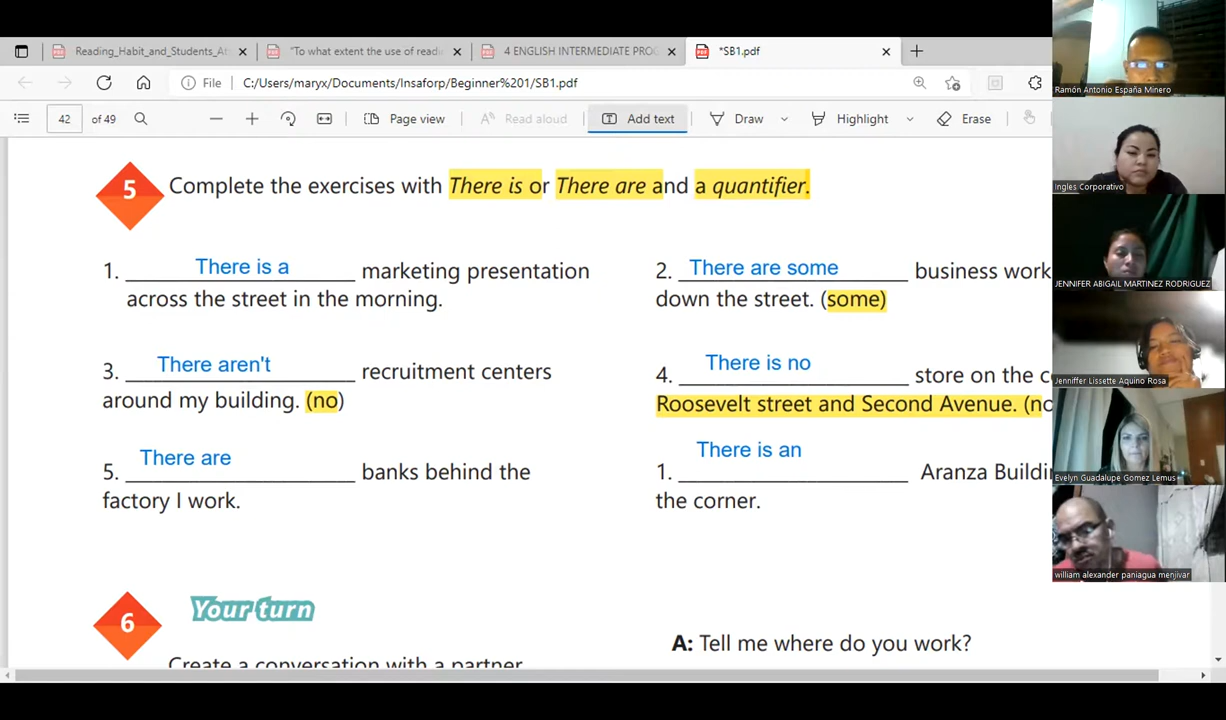 Reading_Habit_and_Students_At
"To what extent the use of readi
4 ENGLISH INTERMEDIATE PROG
*SB1.pdf
File
C:/Users/maryx/Documents/Insaforp/Beginner%201/SB1.pdf
42 of 49
Page view
Read aloud
Add text
Draw
Highlight
Erase
5 Complete the exercises with There is or There are and a quantifier.
1. There is a marketing presentation
across the street in the morning.
2. There are some business work
down the street. (some)
3. There aren't recruitment centers
around my building. (no)
4. There is no store on the c
Roosevelt street and Second Avenue. (no
5. There are banks behind the
factory I work.
1. There is an Aranza Buildi
the corner.
6 Your turn
Create a conversation with a partner
A: Tell me where do you work?
Ramón Antonio España Minero
Ingles Corporativo
JENNIFER ABIGAIL MARTINEZ RODRIGUEZ
Jenniffer Lissette Aquino Rosa
Evelyn Guadalupe Gomez Lemus
william alexander paniagua menjivar